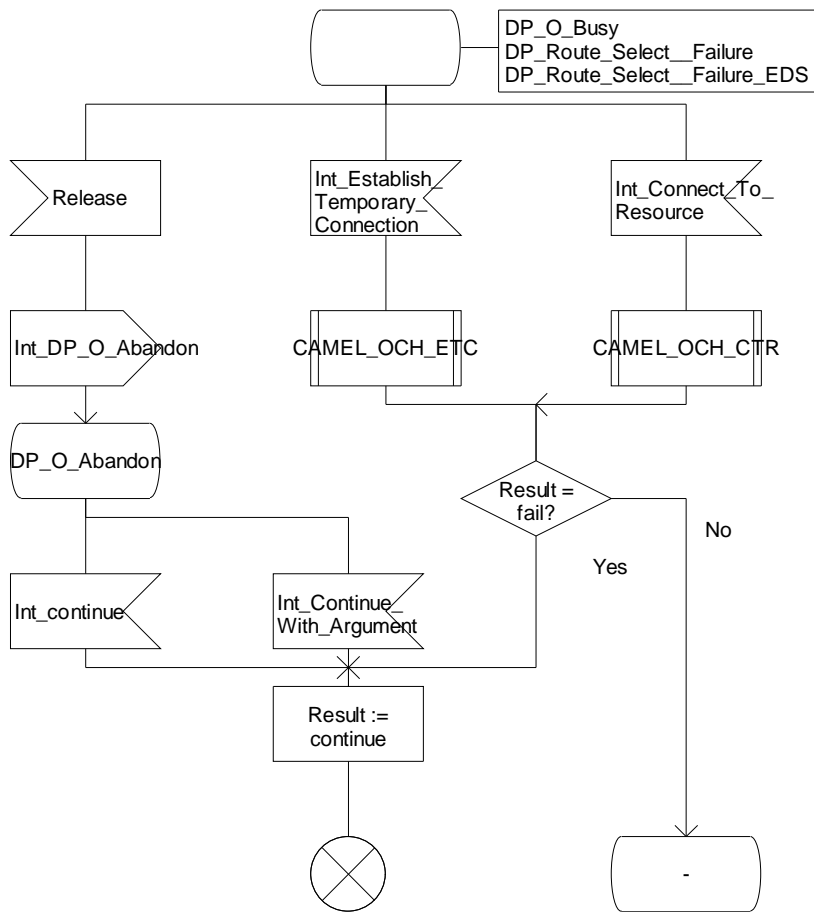 DP_O_Busy
DP_Route_Select__Failure
DP_Route_Select__Failure_EDS
Release
Int_Establish_
Temporary_
Connection
Int_Connect_To_
Resource
Int_DP_O_Abandon
CAMEL_OCH_ETC
CAMEL_OCH_CTR
DP_O_Abandon
Result =
fail?
No
Yes
Int_continue
Int_Continue_
With_Argument
Result :=
continue
-